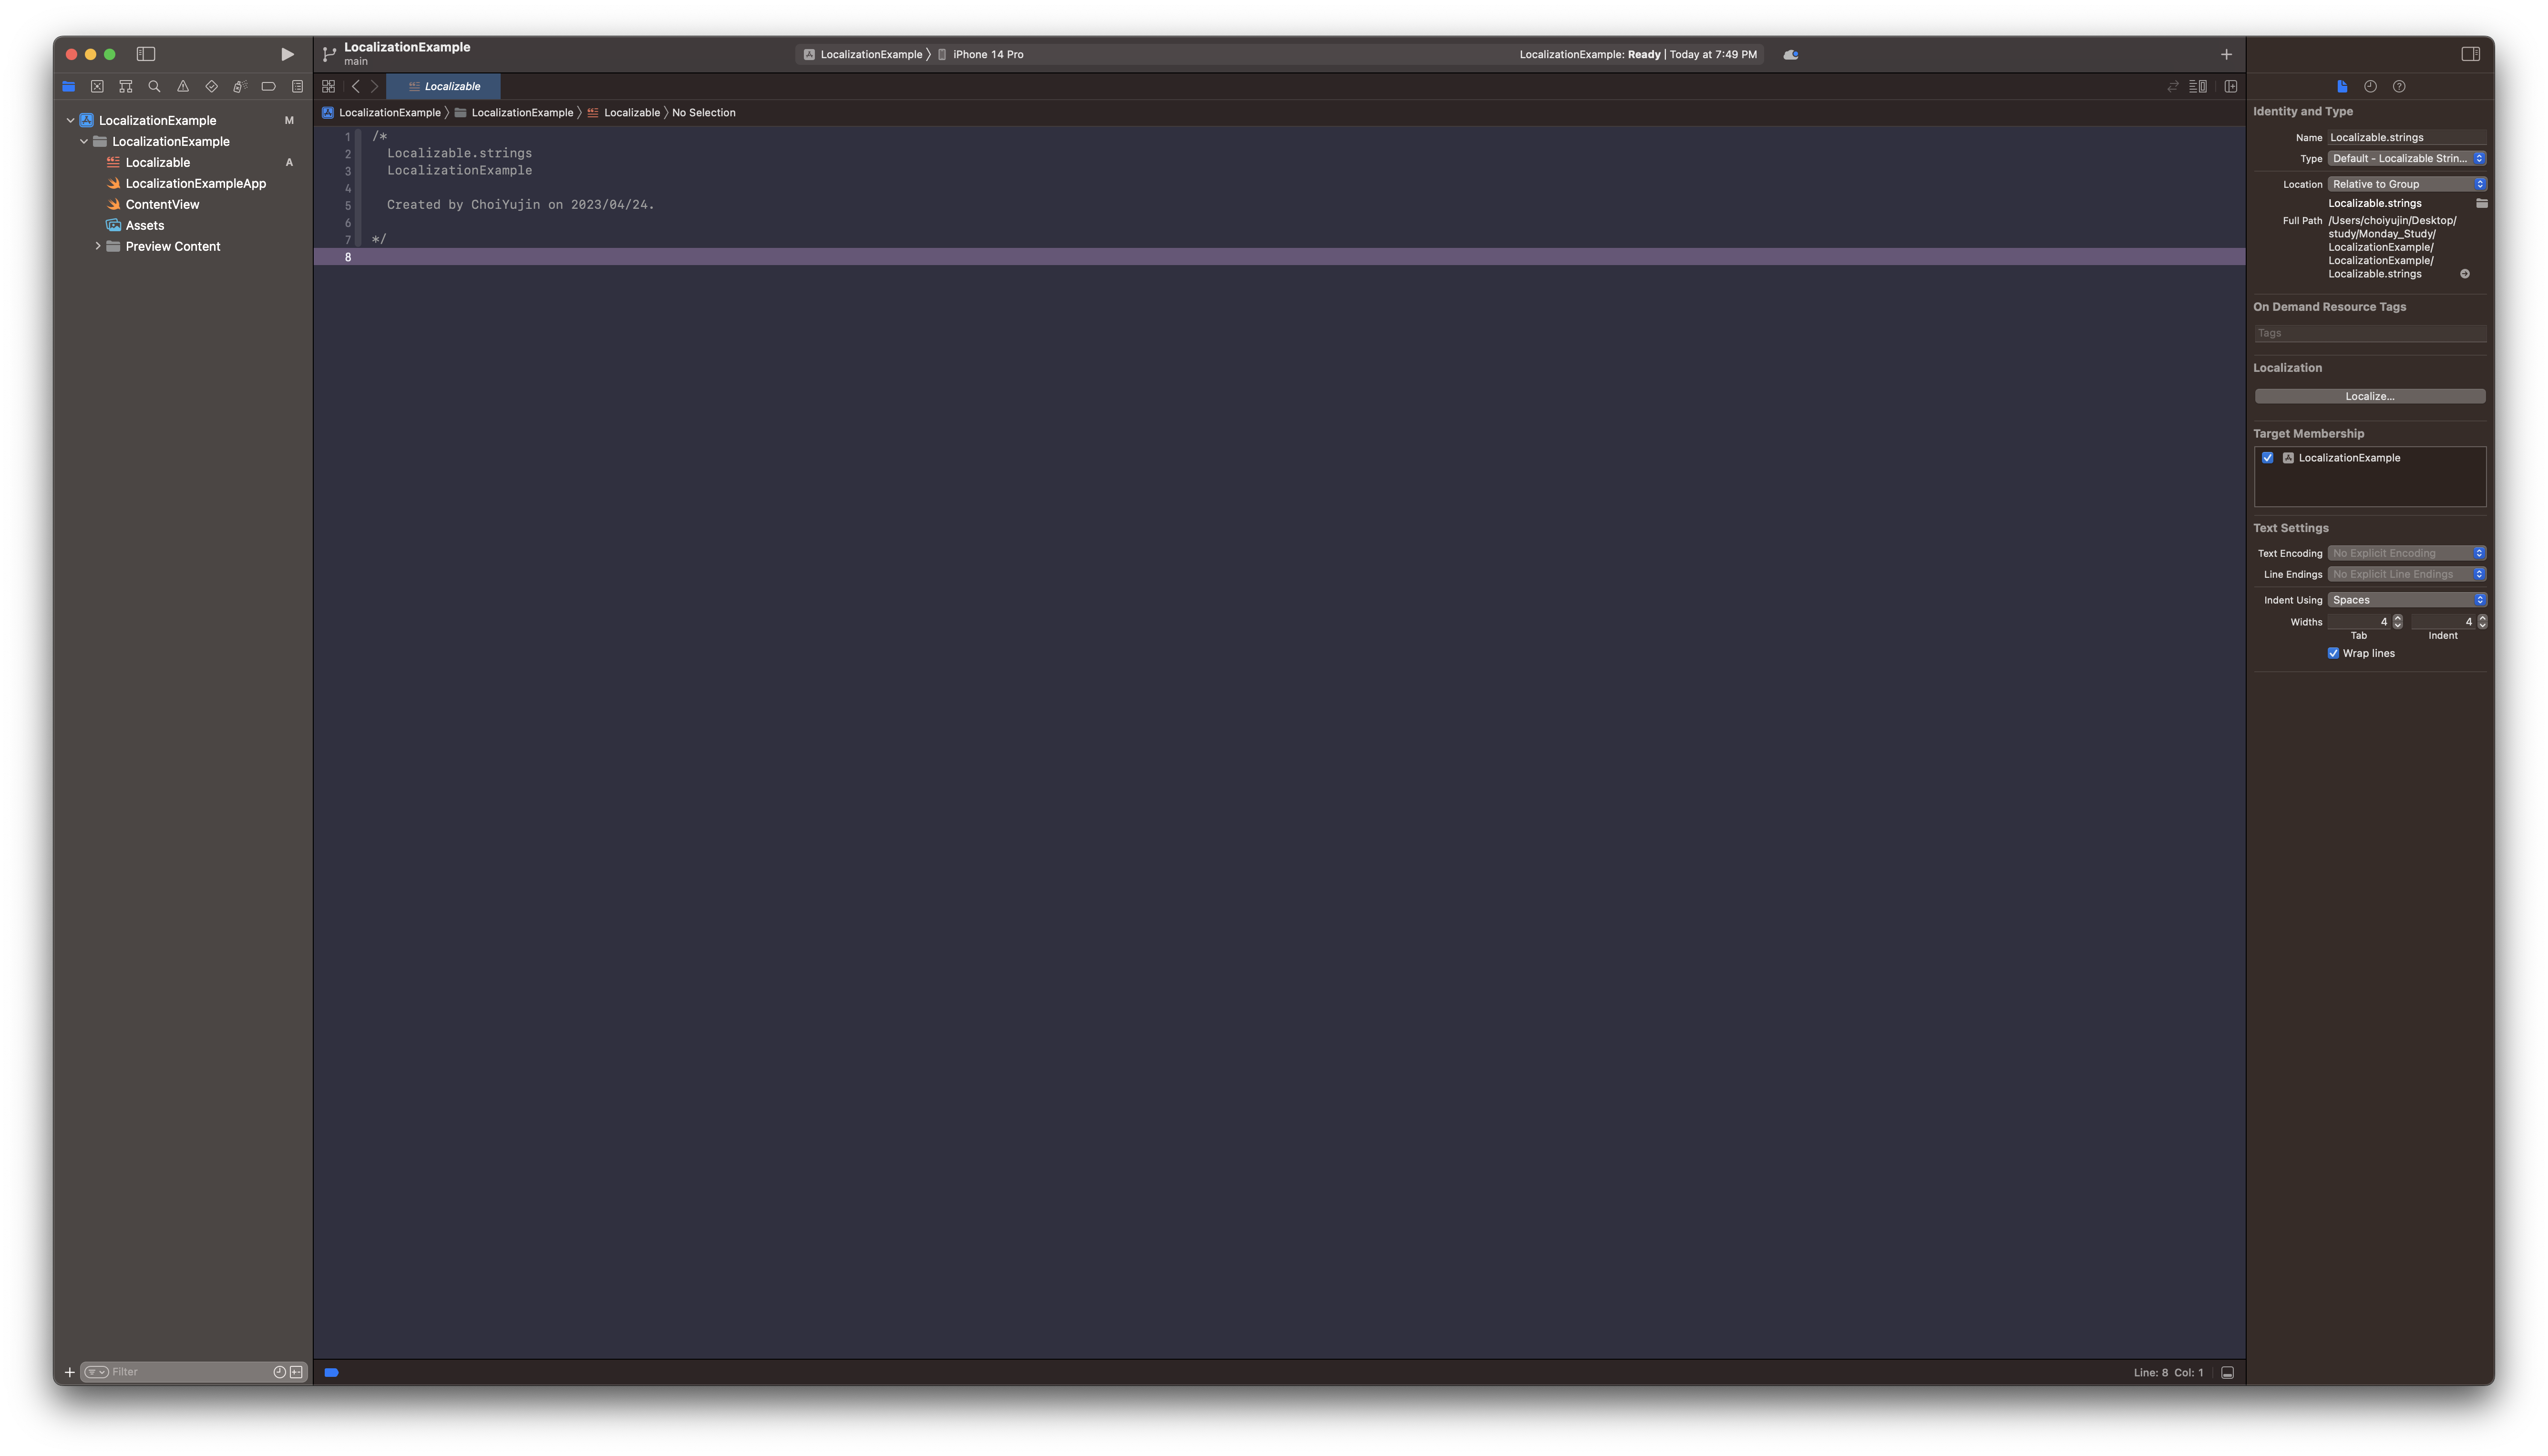 LocalizationExample
main
LocalizationExample 〉 iPhone 14 Pro
LocalizationExample: Ready | Today at 7:49 PM
Localizable
LocalizationExample 〉 LocalizationExample 〉 Localizable 〉 No Selection
LocalizationExample M
LocalizationExample
Localizable A
LocalizationExampleApp
ContentView
Assets
Preview Content
Filter
1 /*
2 Localizable.strings
3 LocalizationExample
4
5 Created by ChoiYujin on 2023/04/24.
6
7 */
8
Line: 8 Col: 1
Identity and Type
Name Localizable.strings
Type Default - Localizable Strin...
Location Relative to Group
Localizable.strings
Full Path /Users/choiyujin/Desktop/
study/Monday_Study/
LocalizationExample/
LocalizationExample/
Localizable.strings
On Demand Resource Tags
Tags
Localization
Localize...
Target Membership
LocalizationExample
Text Settings
Text Encoding No Explicit Encoding
Line Endings No Explicit Line Endings
Indent Using Spaces
Widths 4 4
Tab Indent
Wrap lines